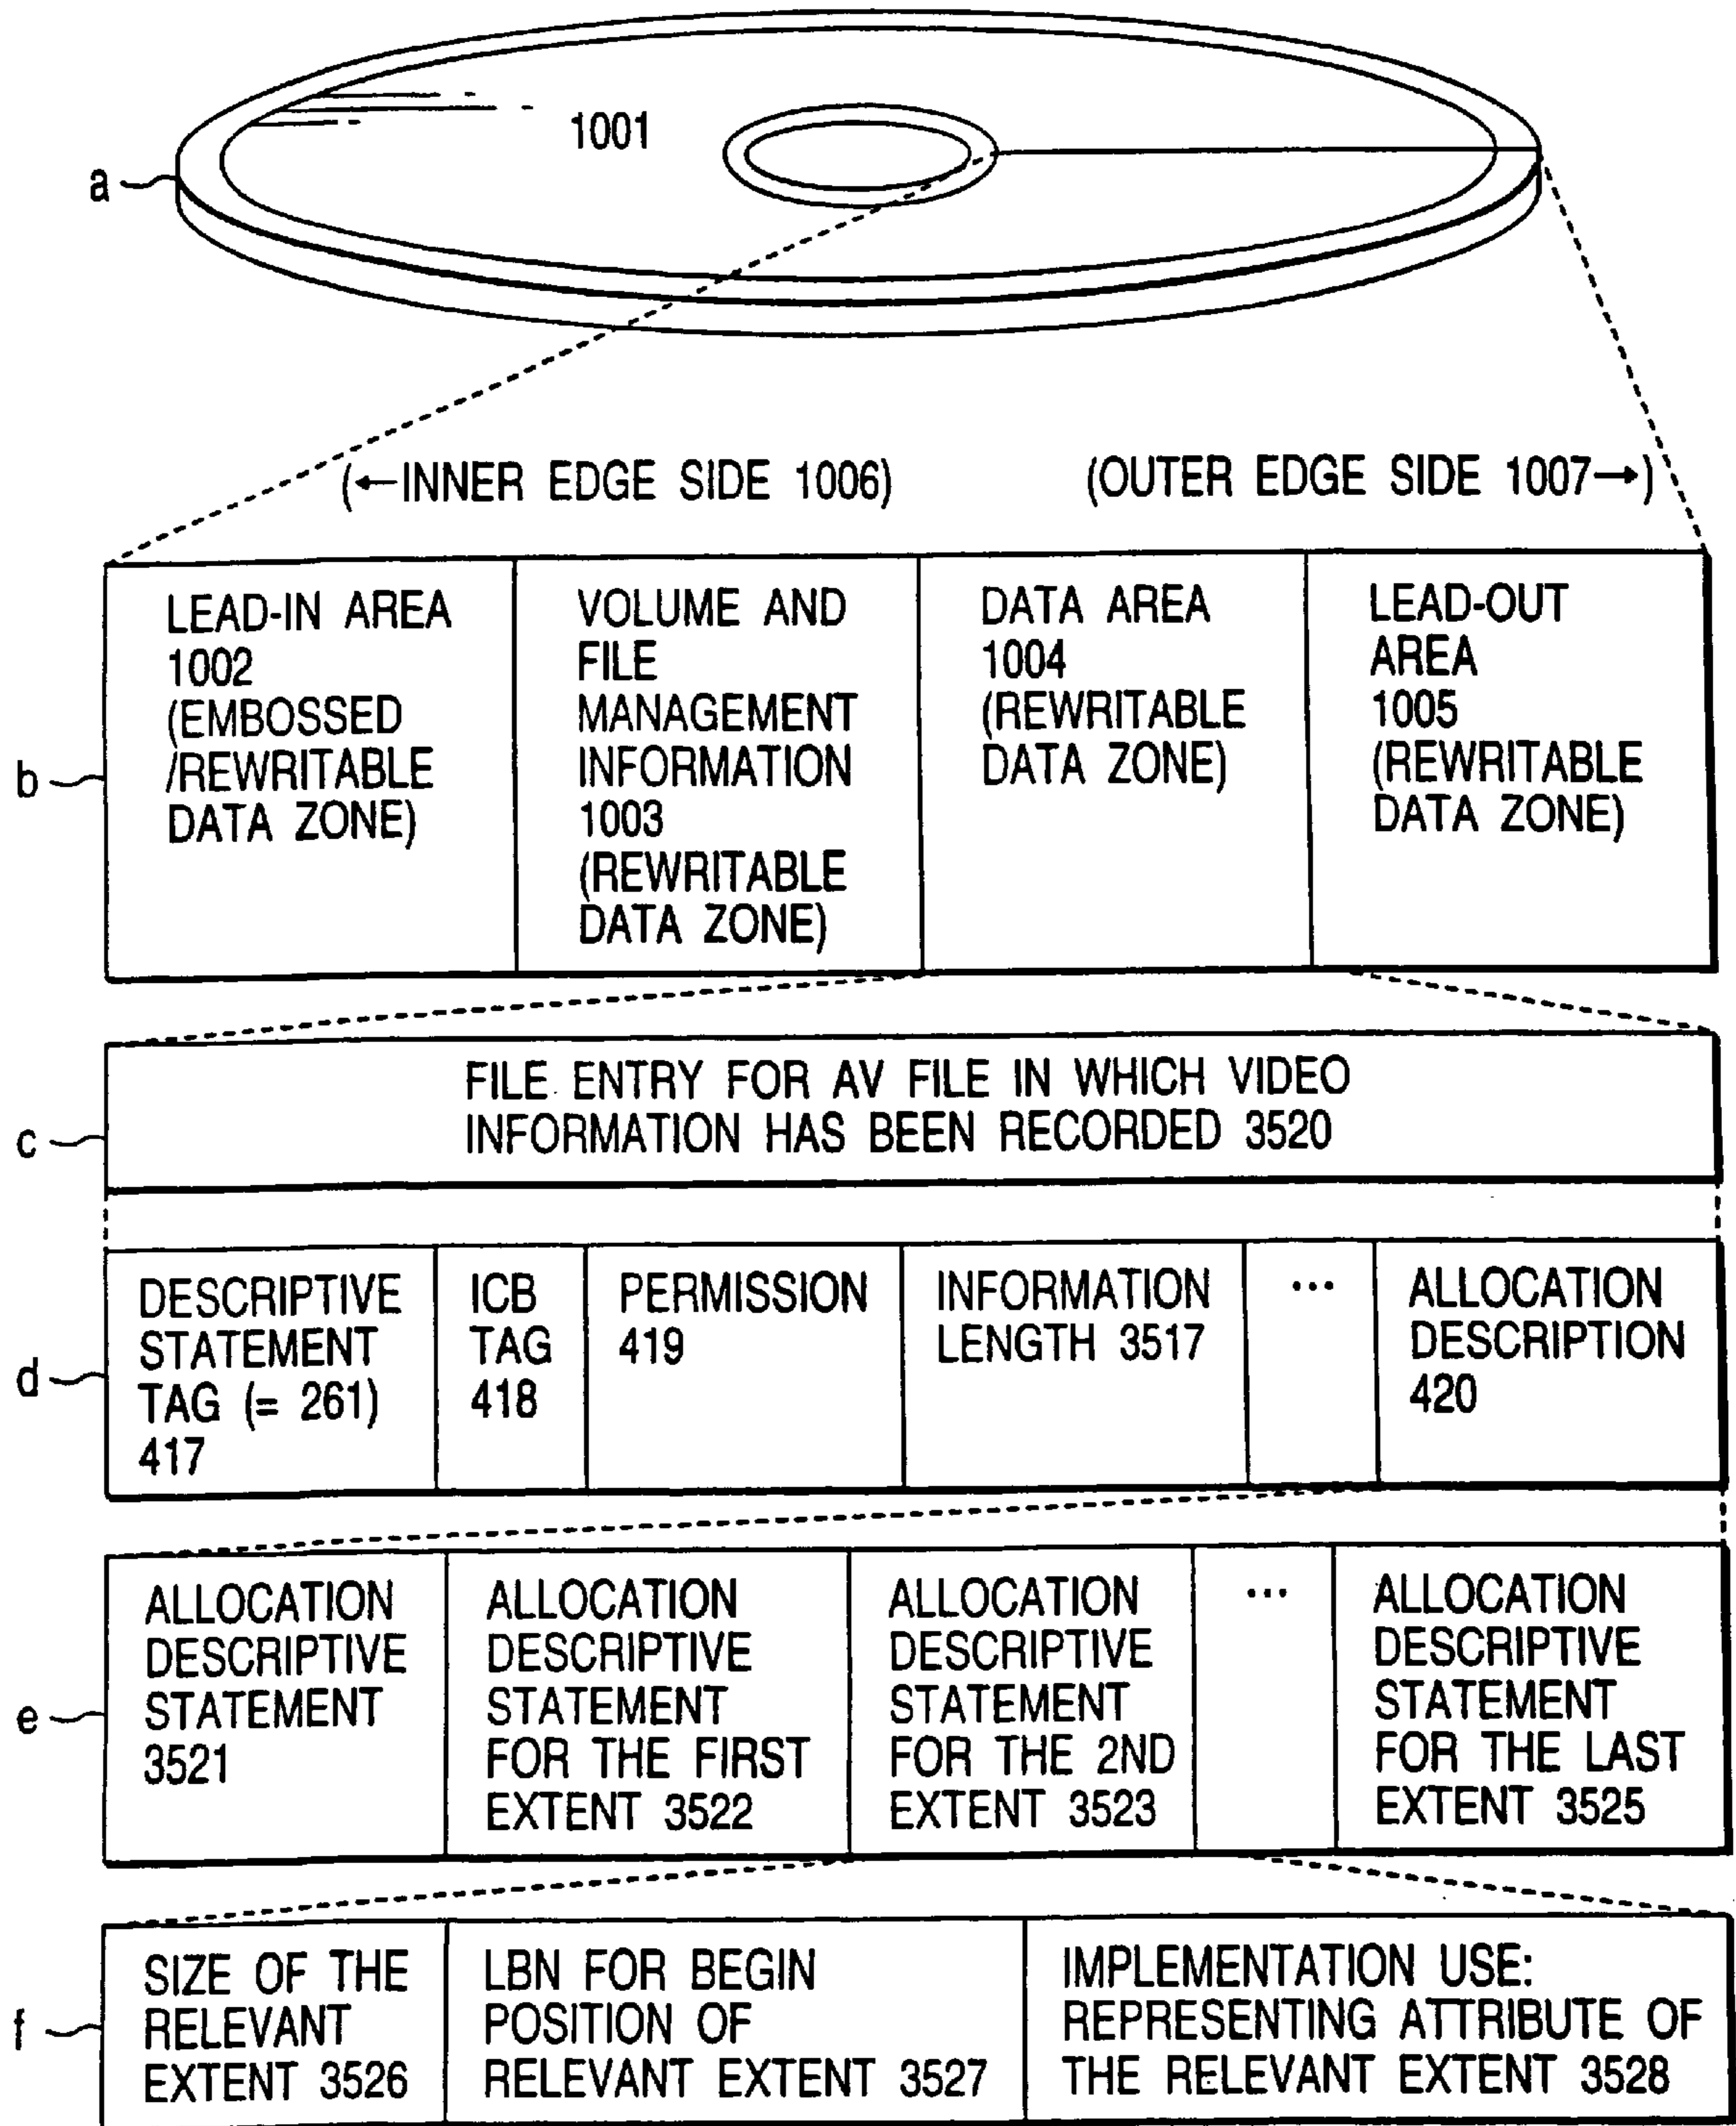 1001
a
(←INNER EDGE SIDE 1006)
(OUTER EDGE SIDE 1007→)
b
LEAD-IN AREA
1002
(EMBOSSED
/REWRITABLE
DATA ZONE)
VOLUME AND
FILE
MANAGEMENT
INFORMATION
1003
(REWRITABLE
DATA ZONE)
DATA AREA
1004
(REWRITABLE
DATA ZONE)
LEAD-OUT
AREA
1005
(REWRITABLE
DATA ZONE)
c
FILE ENTRY FOR AV FILE IN WHICH VIDEO
INFORMATION HAS BEEN RECORDED 3520
d
DESCRIPTIVE
STATEMENT
TAG (= 261)
417
ICB
TAG
418
PERMISSION
419
INFORMATION
LENGTH 3517
...
ALLOCATION
DESCRIPTION
420
e
ALLOCATION
DESCRIPTIVE
STATEMENT
3521
ALLOCATION
DESCRIPTIVE
STATEMENT
FOR THE FIRST
EXTENT 3522
ALLOCATION
DESCRIPTIVE
STATEMENT
FOR THE 2ND
EXTENT 3523
...
ALLOCATION
DESCRIPTIVE
STATEMENT
FOR THE LAST
EXTENT 3525
f
SIZE OF THE
RELEVANT
EXTENT 3526
LBN FOR BEGIN
POSITION OF
RELEVANT EXTENT 3527
IMPLEMENTATION USE:
REPRESENTING ATTRIBUTE OF
THE RELEVANT EXTENT 3528